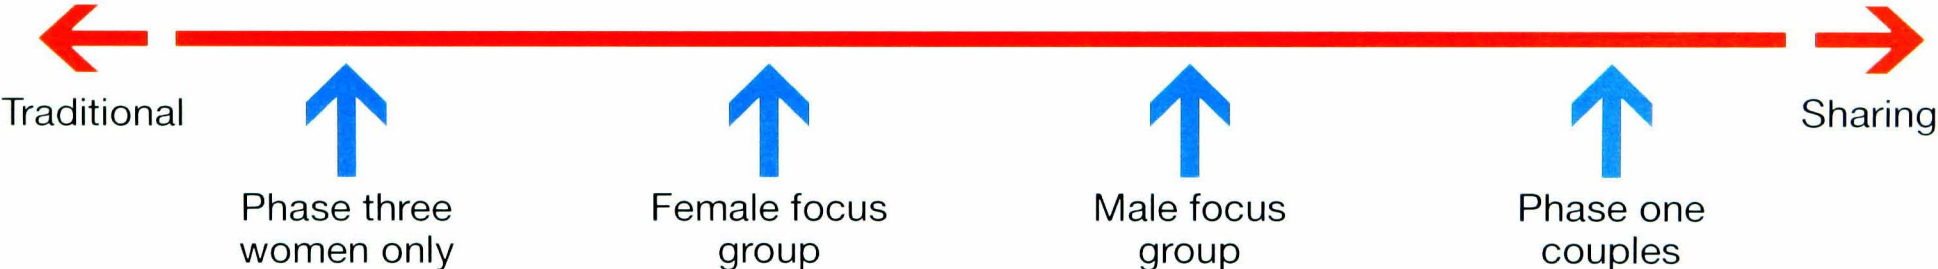 Traditional
Sharing
Phase three
women only
Female focus
group
Male focus
group
Phase one
couples